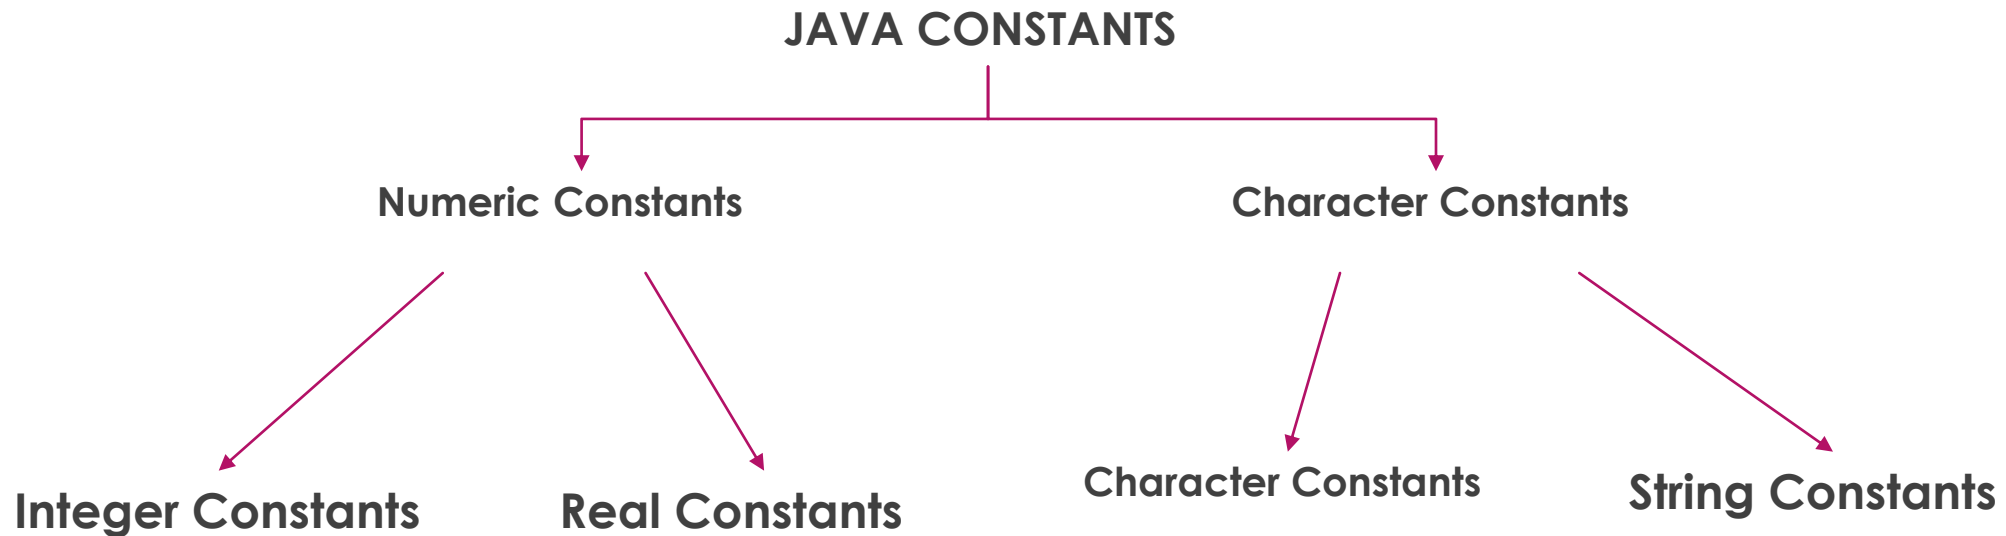 JAVA CONSTANTS
Numeric Constants
Character Constants
Integer Constants
Real Constants
Character Constants
String Constants